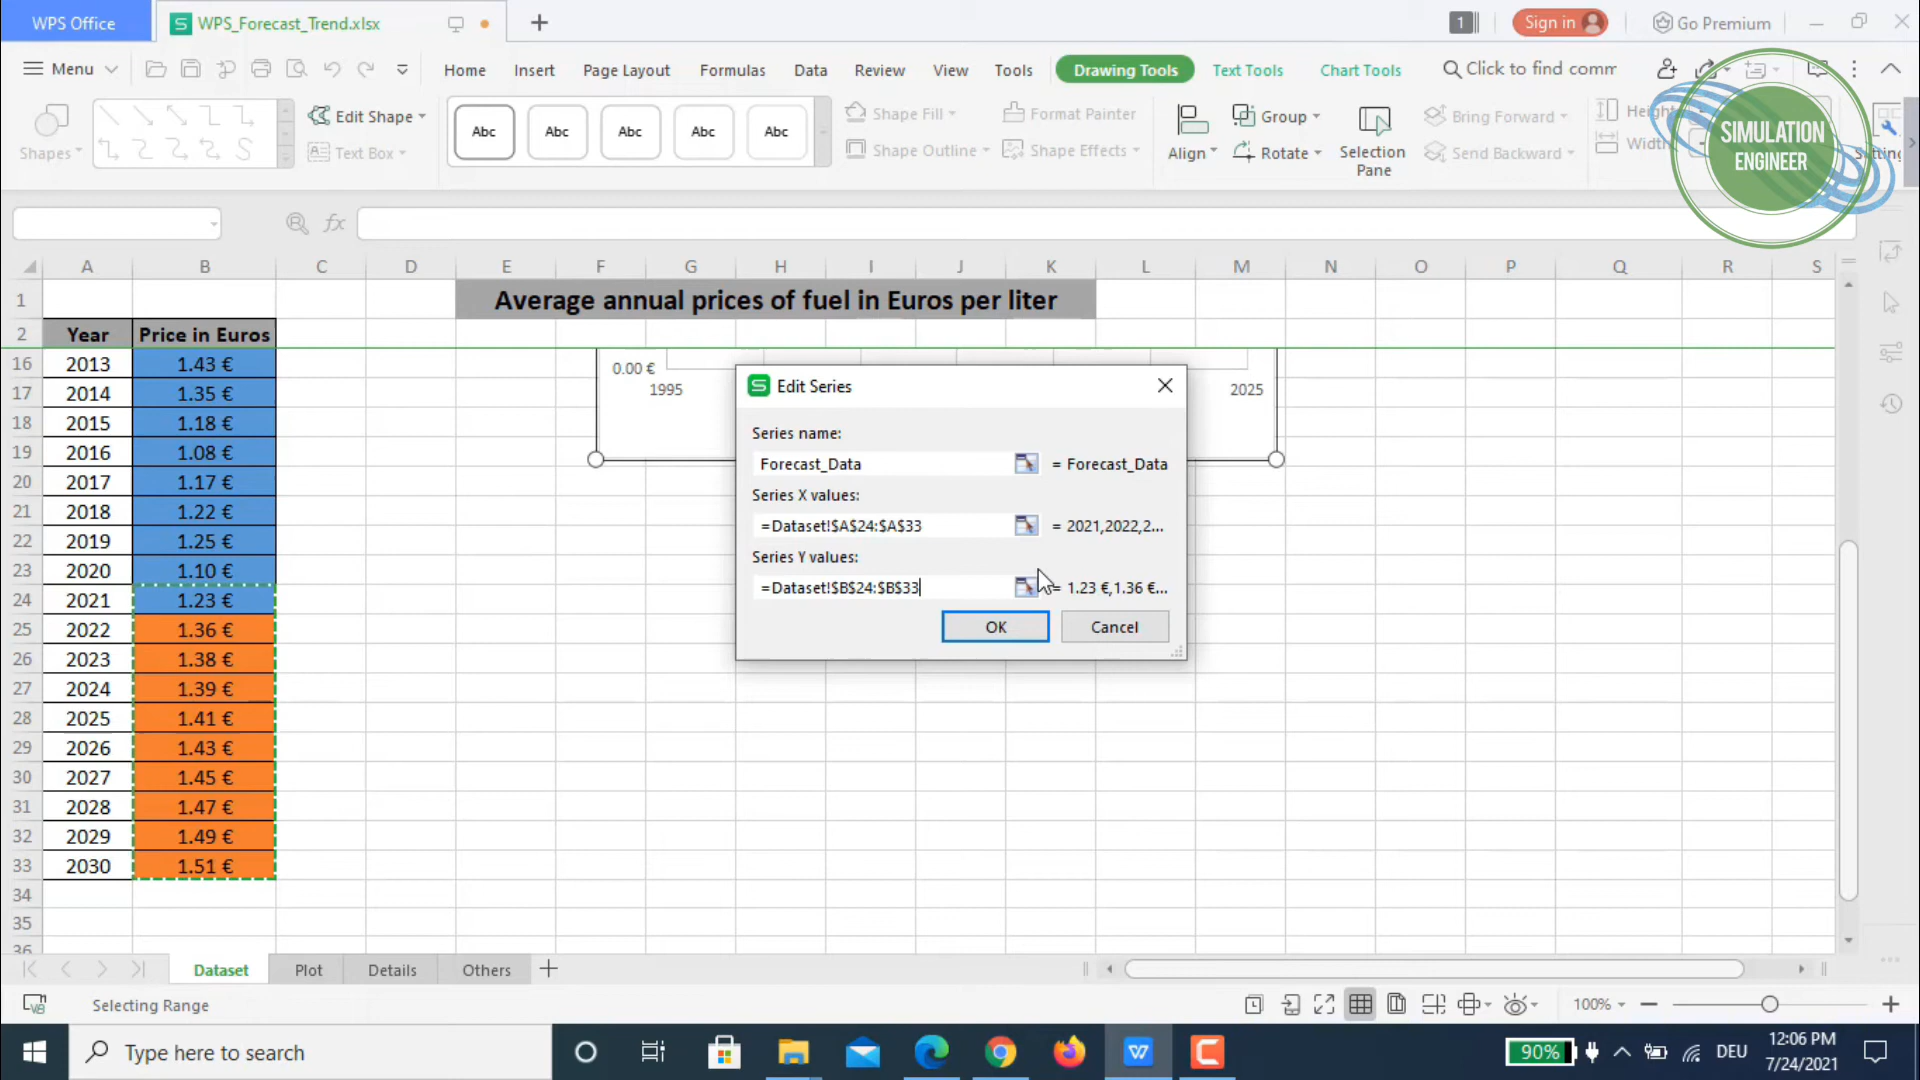 WPS Office
S WPS_Forecast_Trend.xlsx
1
Sign in
Go Premium
Menu
Home
Insert
Page Layout
Formulas
Data
Review
View
Tools
Drawing Tools
Text Tools
Chart Tools
Click to find comm
Shapes
Edit Shape
Text Box
Abc
Abc
Abc
Abc
Abc
Shape Fill
Shape Outline
Format Painter
Shape Effects
Align
Group
Rotate
Selection
Pane
Bring Forward
Send Backward
Height
Width
Setting
SIMULATION
ENGINEER
fx
A B C D E F G H I J K L M N O P Q R S
1 Average annual prices of fuel in Euros per liter
2 Year Price in Euros
16 2013 1.43 €
17 2014 1.35 €
18 2015 1.18 €
19 2016 1.08 €
20 2017 1.17 €
21 2018 1.22 €
22 2019 1.25 €
23 2020 1.10 €
24 2021 1.23 €
25 2022 1.36 €
26 2023 1.38 €
27 2024 1.39 €
28 2025 1.41 €
29 2026 1.43 €
30 2027 1.45 €
31 2028 1.47 €
32 2029 1.49 €
33 2030 1.51 €
34
35
36
0.00 €
1995
2025
S Edit Series
Series name:
Forecast_Data
= Forecast_Data
Series X values:
=Dataset!$A$24:$A$33
= 2021,2022,2...
Series Y values:
=Dataset!$B$24:$B$33
= 1.23 €,1.36 €...
OK
Cancel
Dataset
Plot
Details
Others
Selecting Range
100%
Type here to search
90%
DEU
12:06 PM
7/24/2021